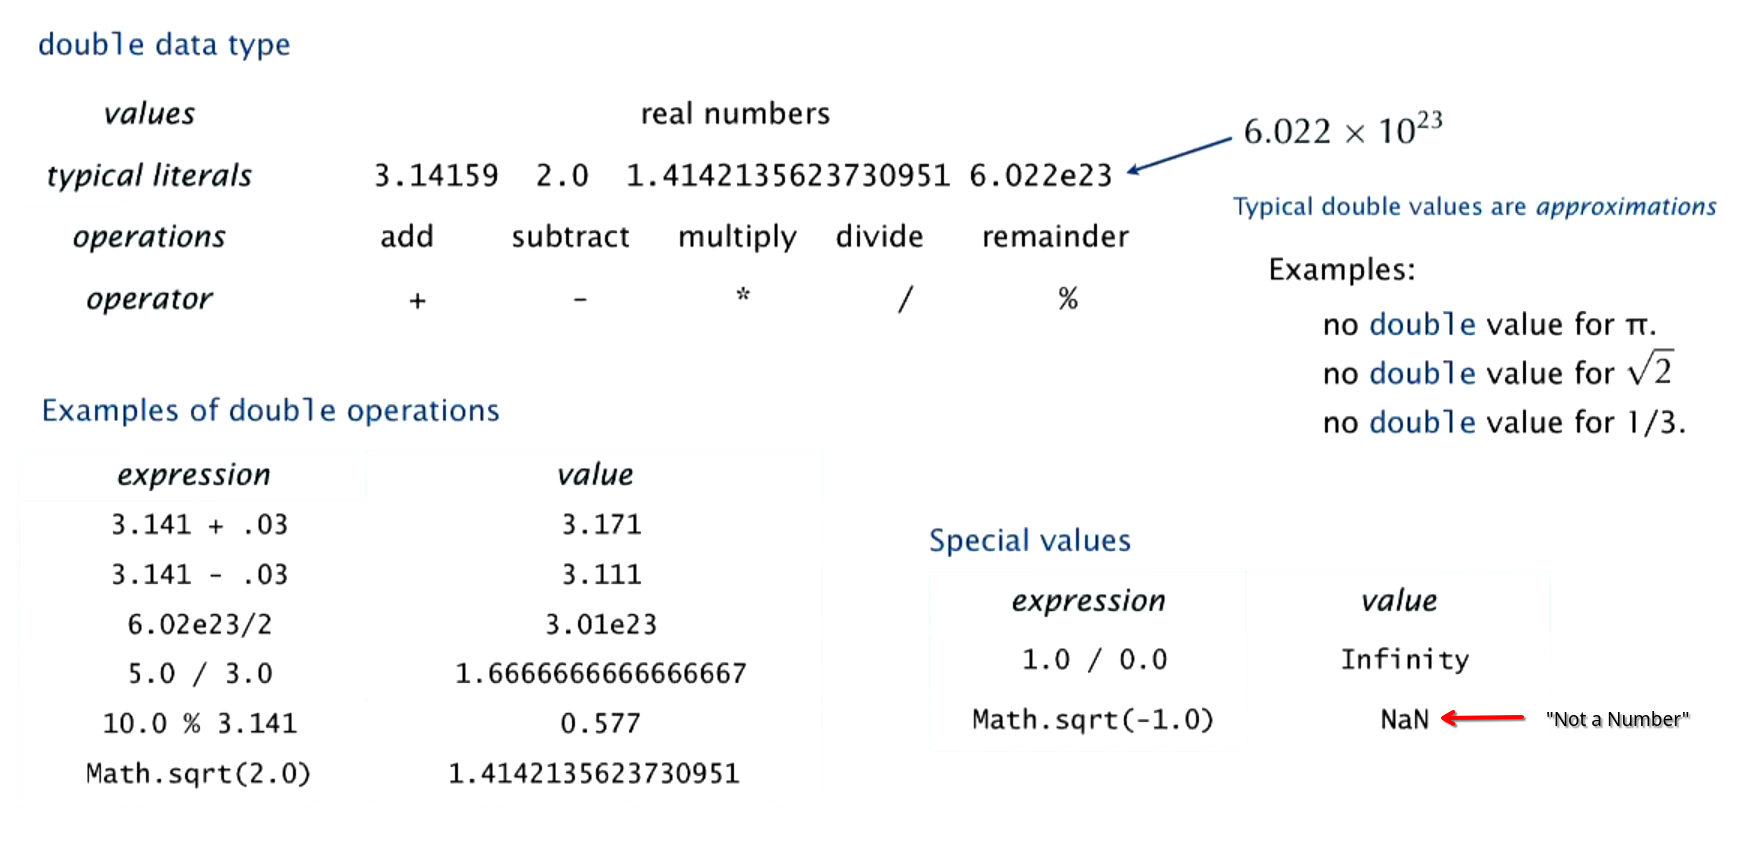 double data type
values real numbers
6.022 × 10²³
typical literals 3.14159 2.0 1.4142135623730951 6.022e23
Typical double values are approximations
operations add subtract multiply divide remainder
Examples:
operator + - * / %
no double value for π.
no double value for √2
no double value for 1/3.
Examples of double operations
expression value
3.141 + .03 3.171
3.141 - .03 3.111
6.02e23/2 3.01e23
5.0 / 3.0 1.6666666666666667
10.0 % 3.141 0.577
Math.sqrt(2.0) 1.4142135623730951
Special values
expression value
1.0 / 0.0 Infinity
Math.sqrt(-1.0) NaN "Not a Number"